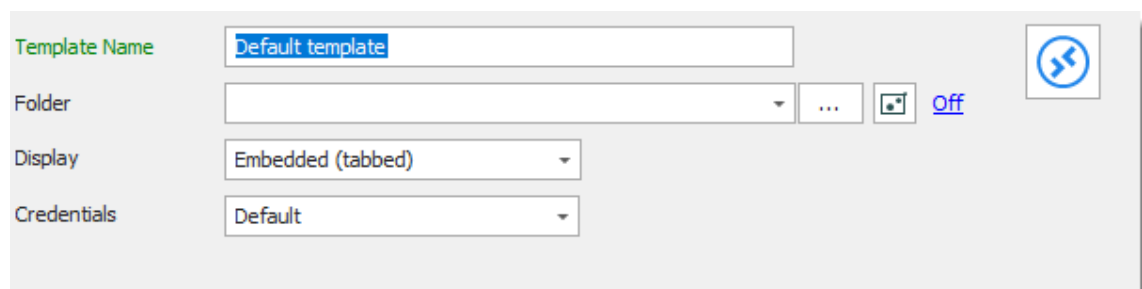 Template Name Default template
Folder ... Off
Display Embedded (tabbed)
Credentials Default